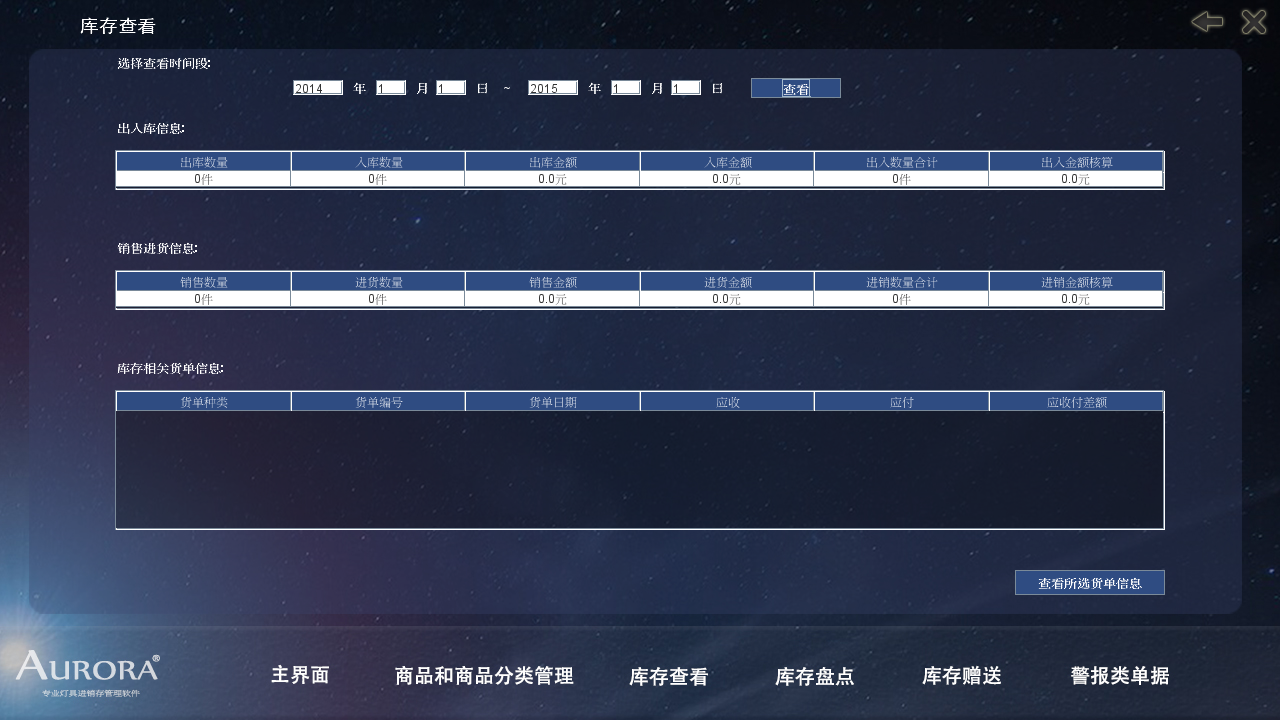 库存查看
选择查看时间段:
2014 年 1 月 1 日 ~ 2015 年 1 月 1 日 查看
出入库信息:
出库数量 入库数量 出库金额 入库金额 出入数量合计 出入金额核算
0件 0件 0.0元 0.0元 0件 0.0元
销售进货信息:
销售数量 进货数量 销售金额 进货金额 进销数量合计 进销金额核算
0件 0件 0.0元 0.0元 0件 0.0元
库存相关货单信息:
货单种类 货单编号 货单日期 应收 应付 应收付差额
查看所选货单信息
AURORA®
专业灯具进销存管理软件
主界面 商品和商品分类管理 库存查看 库存盘点 库存赠送 警报类单据